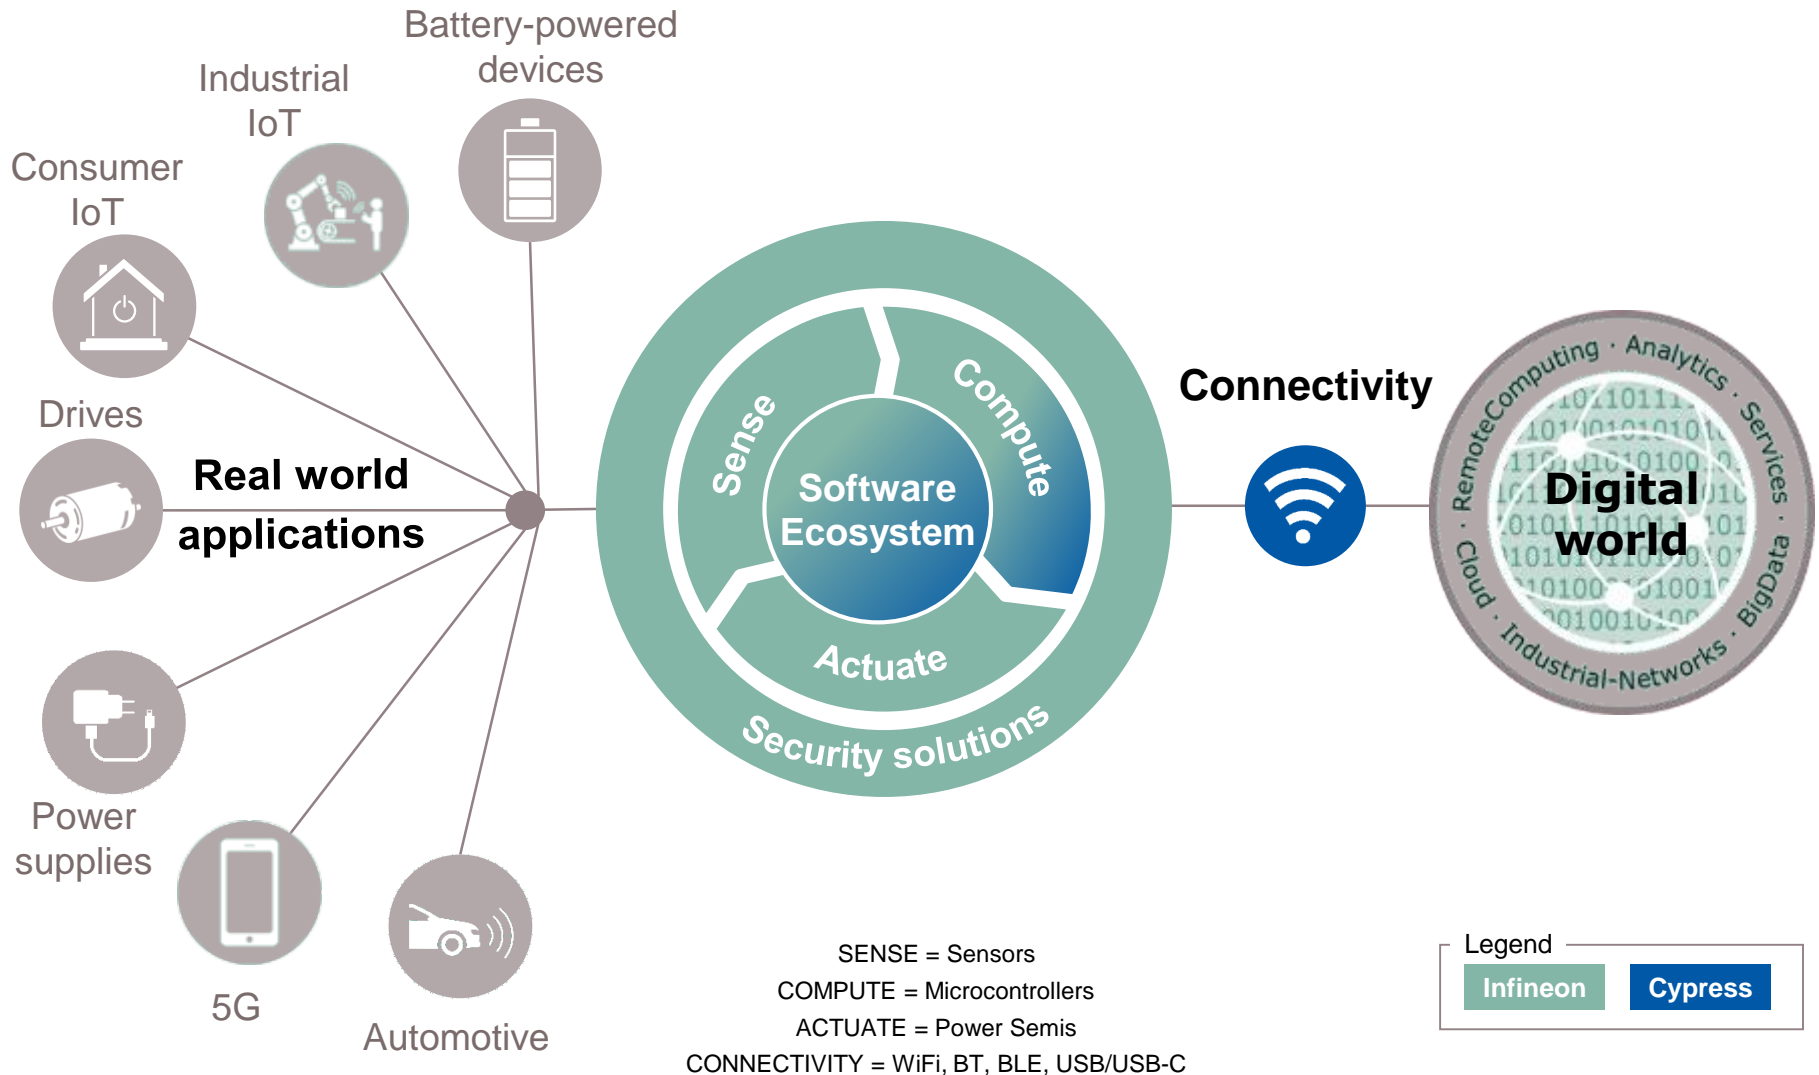 Battery-powered
devices
Industrial
IoT
Consumer
IoT
Drives
Real world
applications
Power
supplies
5G
Automotive
Sense
Compute
Actuate
Software
Ecosystem
Security solutions
Connectivity
Digital
world
Cloud · RemoteComputing · Analytics · Services · BigData · Industrial-Networks ·
SENSE = Sensors
COMPUTE = Microcontrollers
ACTUATE = Power Semis
CONNECTIVITY = WiFi, BT, BLE, USB/USB-C
Legend
Infineon
Cypress